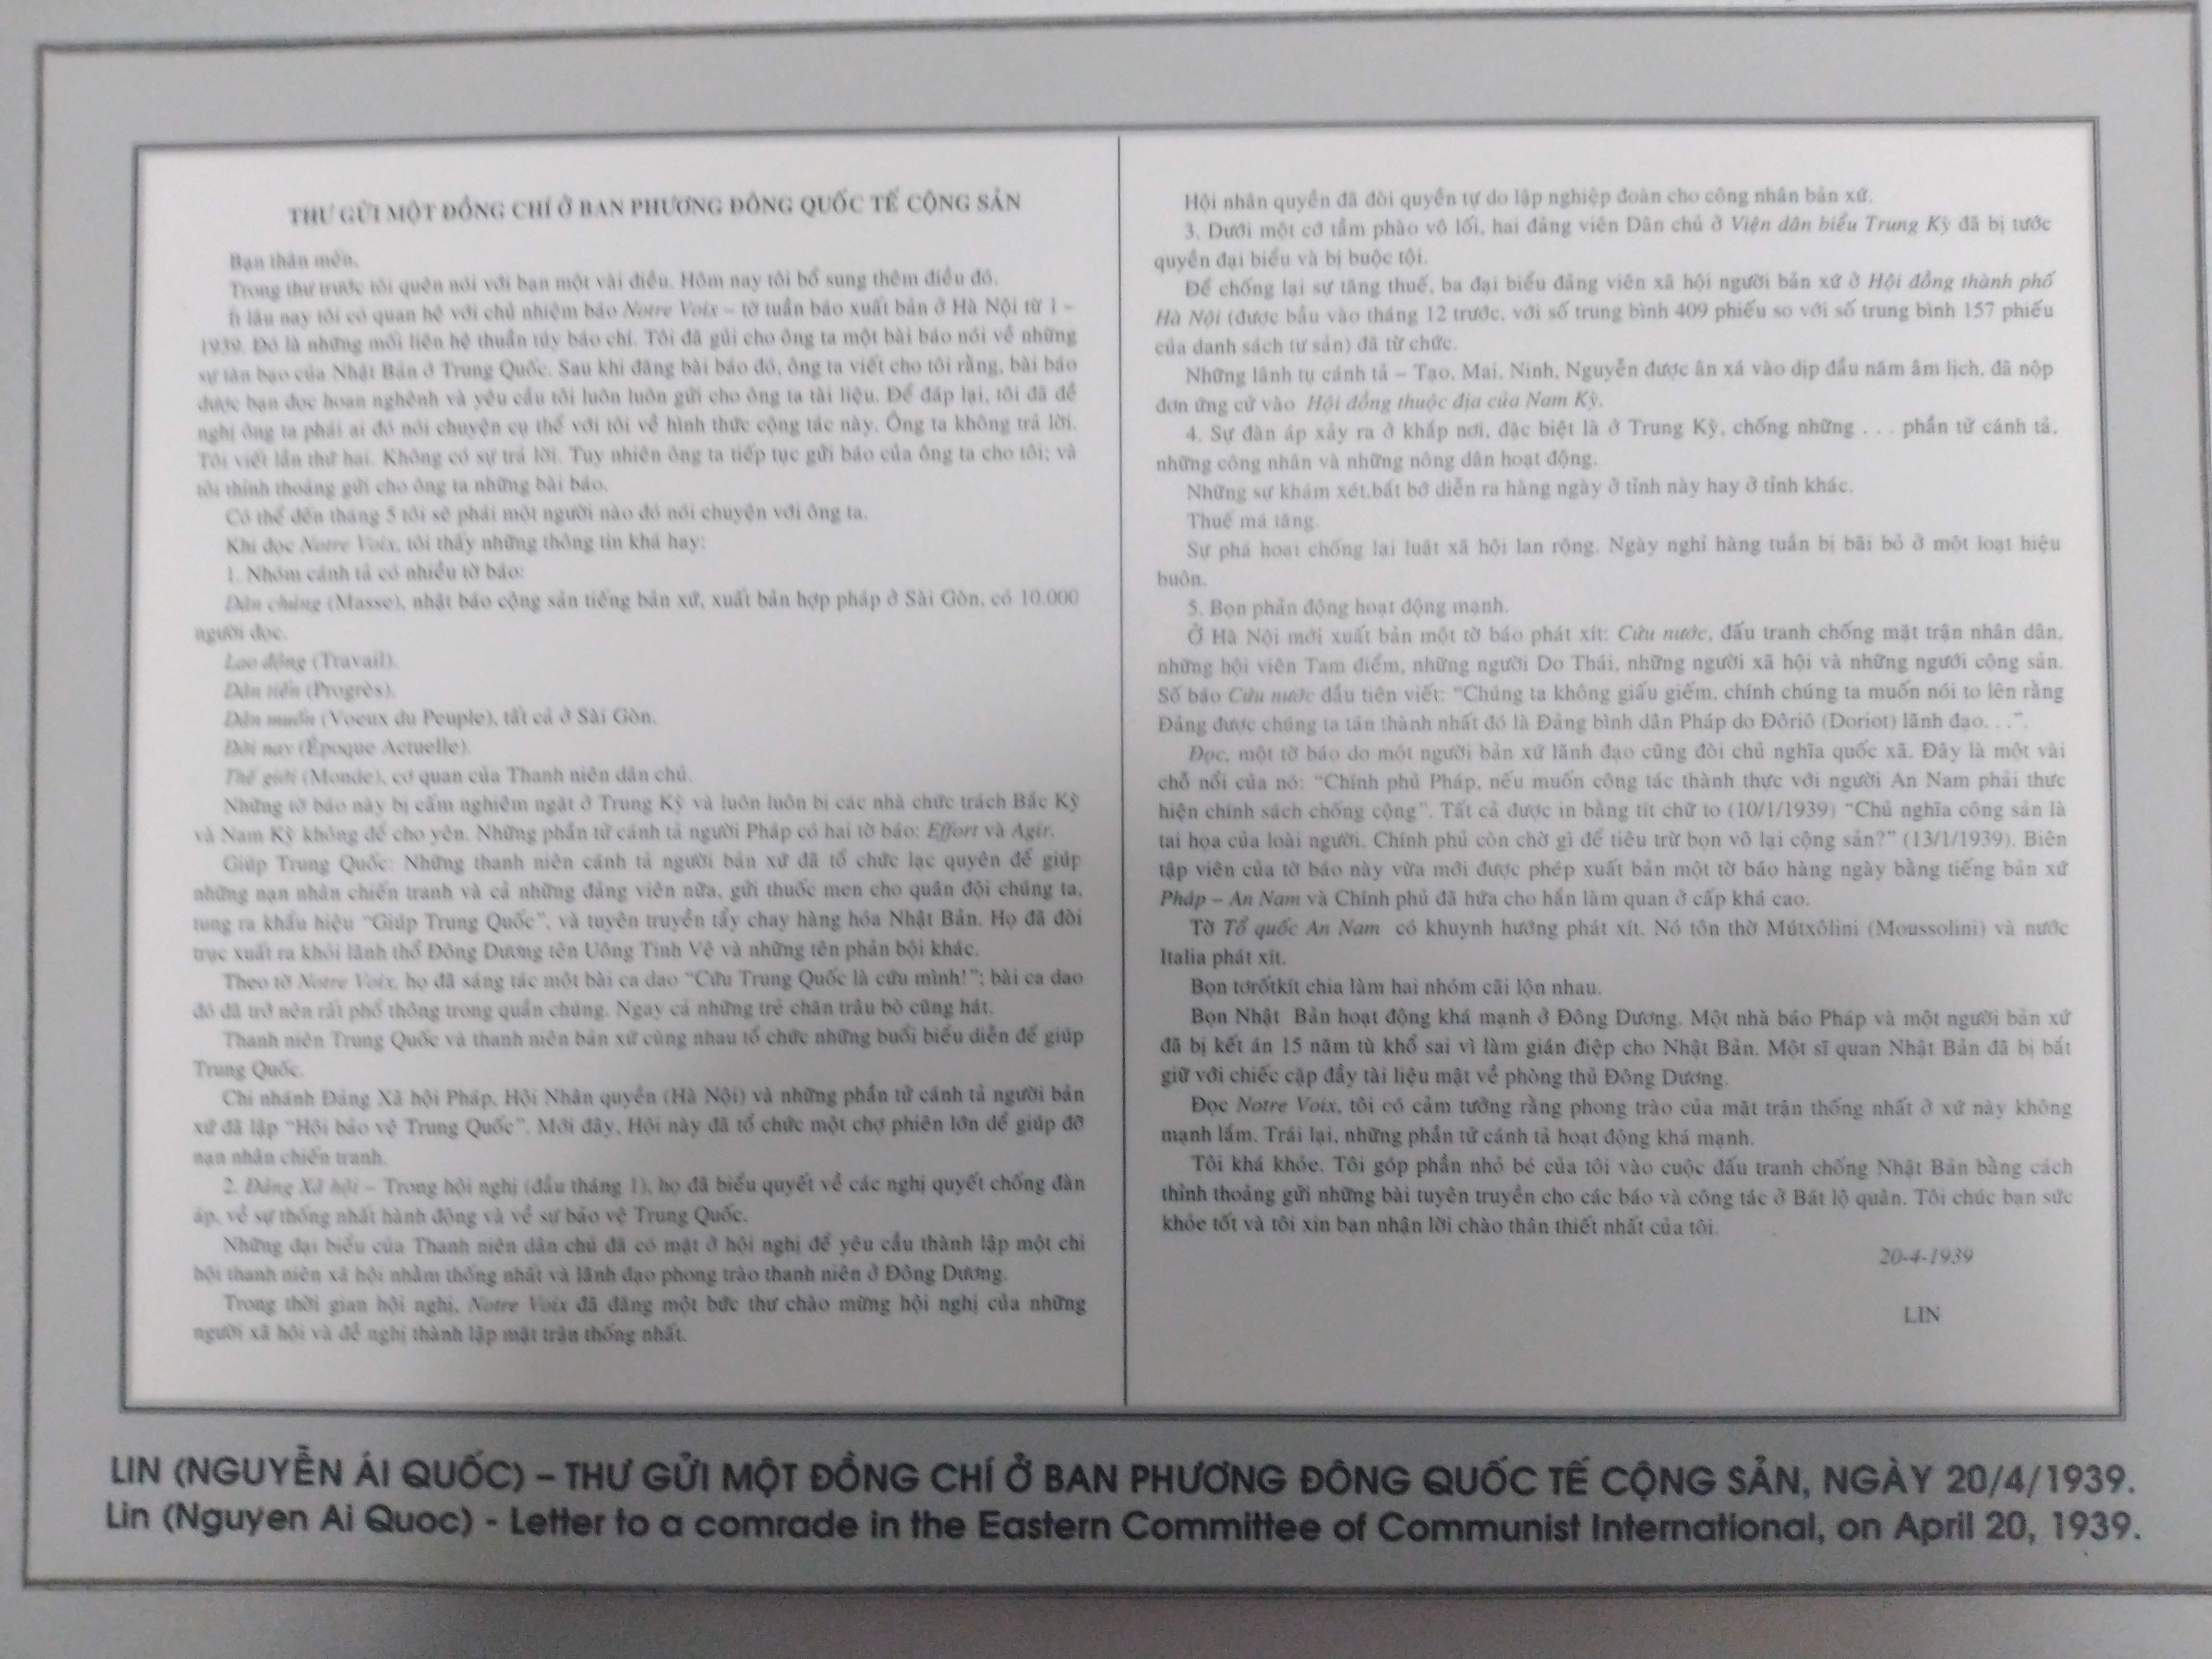 THƯ GỬI MỘT ĐỒNG CHÍ Ở BAN PHƯƠNG ĐÔNG QUỐC TẾ CỘNG SẢN
Bạn thân mến,
Trong thư trước tôi quên nói với bạn một vài điều. Hôm nay tôi bổ sung thêm điều đó.
Ít lâu nay tôi có quan hệ với chủ nhiệm báo Notre Voix – tờ tuần báo xuất bản ở Hà Nội từ 1 –
1939. Đó là những mối liên hệ thuần túy báo chí. Tôi đã gửi cho ông ta một bài báo nói về những
sự tàn bạo của Nhật Bản ở Trung Quốc. Sau khi đăng bài báo đó, ông ta viết cho tôi rằng, bài báo
được bạn đọc hoan nghênh và yêu cầu tôi luôn luôn gửi cho ông ta tài liệu. Để đáp lại, tôi đã đề
nghị ông ta phái ai đó nói chuyện cụ thể với tôi về hình thức cộng tác này. Ông ta không trả lời.
Tôi viết lần thứ hai. Không có sự trả lời. Tuy nhiên ông ta tiếp tục gửi báo của ông ta cho tôi; và
tôi thỉnh thoảng gửi cho ông ta những bài báo.
Có thể đến tháng 5 tôi sẽ phái một người nào đó nói chuyện với ông ta.
Khi đọc Notre Voix, tôi thấy những thông tin khá hay:
1. Nhóm cánh tả có nhiều tờ báo:
Dân chúng (Masse), nhật báo cộng sản tiếng bản xứ, xuất bản hợp pháp ở Sài Gòn, có 10.000
người đọc.
Lao động (Travail).
Dân tiến (Progrès).
Dân muốn (Voeux du Peuple), tất cả ở Sài Gòn.
Đời nay (Époque Actuelle).
Thế giới (Monde), cơ quan của Thanh niên dân chủ.
Những tờ báo này bị cấm nghiêm ngặt ở Trung Kỳ và luôn luôn bị các nhà chức trách Bắc Kỳ
và Nam Kỳ không để cho yên. Những phần tử cánh tả người Pháp có hai tờ báo: Effort và Agir.
Giúp Trung Quốc: Những thanh niên cánh tả người bản xứ đã tổ chức lạc quyên để giúp
những nạn nhân chiến tranh và cả những đảng viên nữa, gửi thuốc men cho quân đội chúng ta,
tung ra khẩu hiệu “Giúp Trung Quốc”, và tuyên truyền tẩy chay hàng hóa Nhật Bản. Họ đã đòi
trục xuất ra khỏi lãnh thổ Đông Dương tên Uông Tinh Vệ và những tên phản bội khác.
Theo tờ Notre Voix, họ đã sáng tác một bài ca dao “Cứu Trung Quốc là cứu mình!”; bài ca dao
đó đã trở nên rất phổ thông trong quần chúng. Ngay cả những trẻ chăn trâu bò cũng hát.
Thanh niên Trung Quốc và thanh niên bản xứ cùng nhau tổ chức những buổi biểu diễn để giúp
Trung Quốc.
Chi nhánh Đảng Xã hội Pháp, Hội Nhân quyền (Hà Nội) và những phần tử cánh tả người bản
xứ đã lập “Hội bảo vệ Trung Quốc”. Mới đây, Hội này đã tổ chức một chợ phiên lớn để giúp đỡ
nạn nhân chiến tranh.
2. Đảng Xã hội – Trong hội nghị (đầu tháng 1), họ đã biểu quyết về các nghị quyết chống đàn
áp, về sự thống nhất hành động và về sự bảo vệ Trung Quốc.
Những đại biểu của Thanh niên dân chủ đã có mặt ở hội nghị để yêu cầu thành lập một chi
hội thanh niên xã hội nhằm thống nhất và lãnh đạo phong trào thanh niên ở Đông Dương.
Trong thời gian hội nghị, Notre Voix đã đăng một bức thư chào mừng hội nghị của những
người xã hội và đề nghị thành lập mặt trận thống nhất.
Hội nhân quyền đã đòi quyền tự do lập nghiệp đoàn cho công nhân bản xứ.
3. Dưới một cớ tầm phào vô lối, hai đảng viên Dân chủ ở Viện dân biểu Trung Kỳ đã bị tước
quyền đại biểu và bị buộc tội.
Để chống lại sự tăng thuế, ba đại biểu đảng viên xã hội người bản xứ ở Hội đồng thành phố
Hà Nội (được bầu vào tháng 12 trước, với số trung bình 409 phiếu so với số trung bình 157 phiếu
của danh sách tư sản) đã từ chức.
Những lãnh tụ cánh tả – Tạo, Mai, Ninh, Nguyễn được ân xá vào dịp đầu năm âm lịch, đã nộp
đơn ứng cử vào Hội đồng thuộc địa của Nam Kỳ.
4. Sự đàn áp xảy ra ở khắp nơi, đặc biệt là ở Trung Kỳ, chống những . . . phần tử cánh tả,
những công nhân và những nông dân hoạt động.
Những sự khám xét,bắt bớ diễn ra hàng ngày ở tỉnh này hay ở tỉnh khác.
Thuế má tăng.
Sự phá hoại chống lại luật xã hội lan rộng. Ngày nghỉ hàng tuần bị bãi bỏ ở một loạt hiệu
buôn.
5. Bọn phản động hoạt động mạnh.
Ở Hà Nội mới xuất bản một tờ báo phát xít: Cứu nước, đấu tranh chống mặt trận nhân dân,
những hội viên Tam điểm, những người Do Thái, những người xã hội và những người cộng sản.
Số báo Cứu nước đầu tiên viết: “Chúng ta không giấu giếm, chính chúng ta muốn nói to lên rằng
Đảng được chúng ta tán thành nhất đó là Đảng bình dân Pháp do Đôriô (Doriot) lãnh đạo. . .”.
Đọc, một tờ báo do một người bản xứ lãnh đạo cũng đòi chủ nghĩa quốc xã. Đây là một vài
chỗ nổi của nó: “Chính phủ Pháp, nếu muốn cộng tác thành thực với người An Nam phải thực
hiện chính sách chống cộng”. Tất cả được in bằng tít chữ to (10/1/1939) “Chủ nghĩa cộng sản là
tai họa của loài người. Chính phủ còn chờ gì để tiêu trừ bọn vô lại cộng sản?” (13/1/1939). Biên
tập viên của tờ báo này vừa mới được phép xuất bản một tờ báo hàng ngày bằng tiếng bản xứ
Pháp – An Nam và Chính phủ đã hứa cho hắn làm quan ở cấp khá cao.
Tờ Tổ quốc An Nam có khuynh hướng phát xít. Nó tôn thờ Mútxôlini (Moussolini) và nước
Italia phát xít.
Bọn tơrốtkít chia làm hai nhóm cãi lộn nhau.
Bọn Nhật Bản hoạt động khá mạnh ở Đông Dương. Một nhà báo Pháp và một người bản xứ
đã bị kết án 15 năm tù khổ sai vì làm gián điệp cho Nhật Bản. Một sĩ quan Nhật Bản đã bị bắt
giữ với chiếc cặp đầy tài liệu mật về phòng thủ Đông Dương.
Đọc Notre Voix, tôi có cảm tưởng rằng phong trào của mặt trận thống nhất ở xứ này không
mạnh lắm. Trái lại, những phần tử cánh tả hoạt động khá mạnh.
Tôi khá khỏe. Tôi góp phần nhỏ bé của tôi vào cuộc đấu tranh chống Nhật Bản bằng cách
thỉnh thoảng gửi những bài tuyên truyền cho các báo và công tác ở Bát lộ quân. Tôi chúc bạn sức
khỏe tốt và tôi xin bạn nhận lời chào thân thiết nhất của tôi.
20-4-1939
LIN
LIN (NGUYỄN ÁI QUỐC) – THƯ GỬI MỘT ĐỒNG CHÍ Ở BAN PHƯƠNG ĐÔNG QUỐC TẾ CỘNG SẢN, NGÀY 20/4/1939.
Lin (Nguyen Ai Quoc) - Letter to a comrade in the Eastern Committee of Communist International, on April 20, 1939.